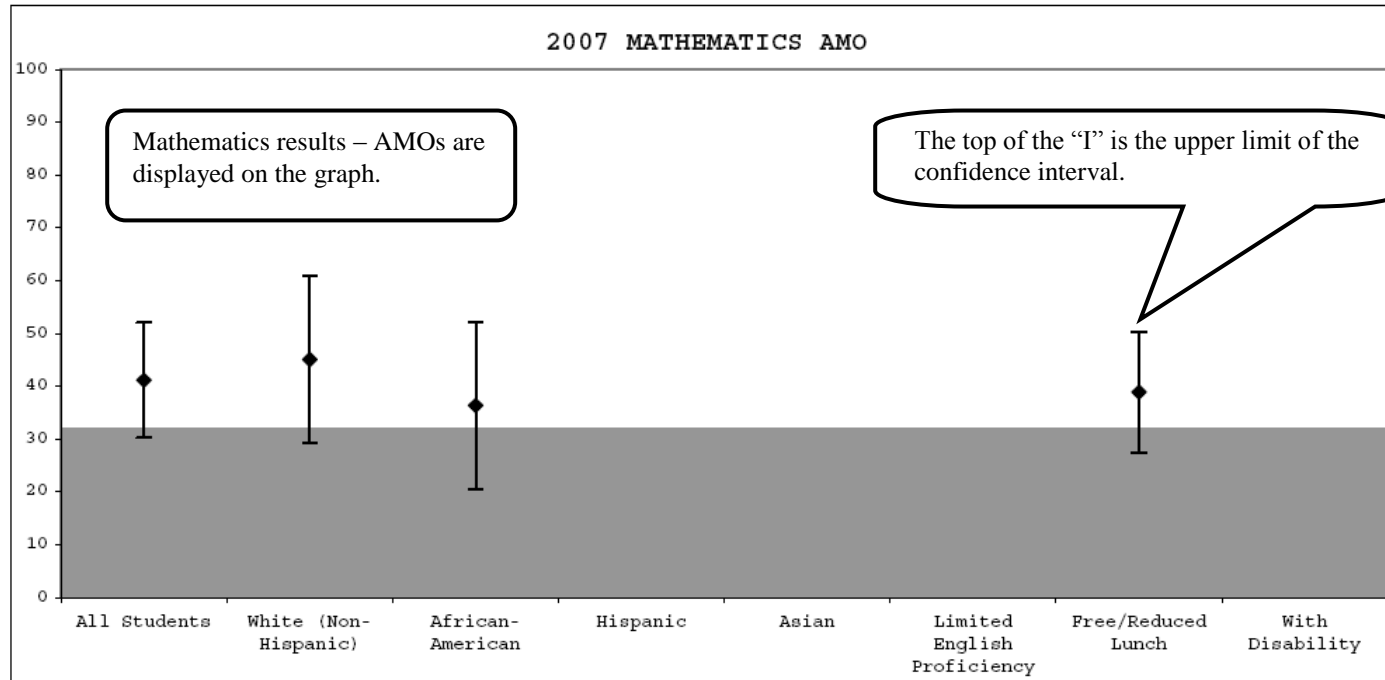 2007 MATHEMATICS AMO
100
90
80
70
60
50
40
30
20
10
0
Mathematics results – AMOs are
displayed on the graph.
The top of the “I” is the upper limit of the
confidence interval.
All Students
White (Non-
Hispanic)
African-
American
Hispanic
Asian
Limited
English
Proficiency
Free/Reduced
Lunch
With
Disability